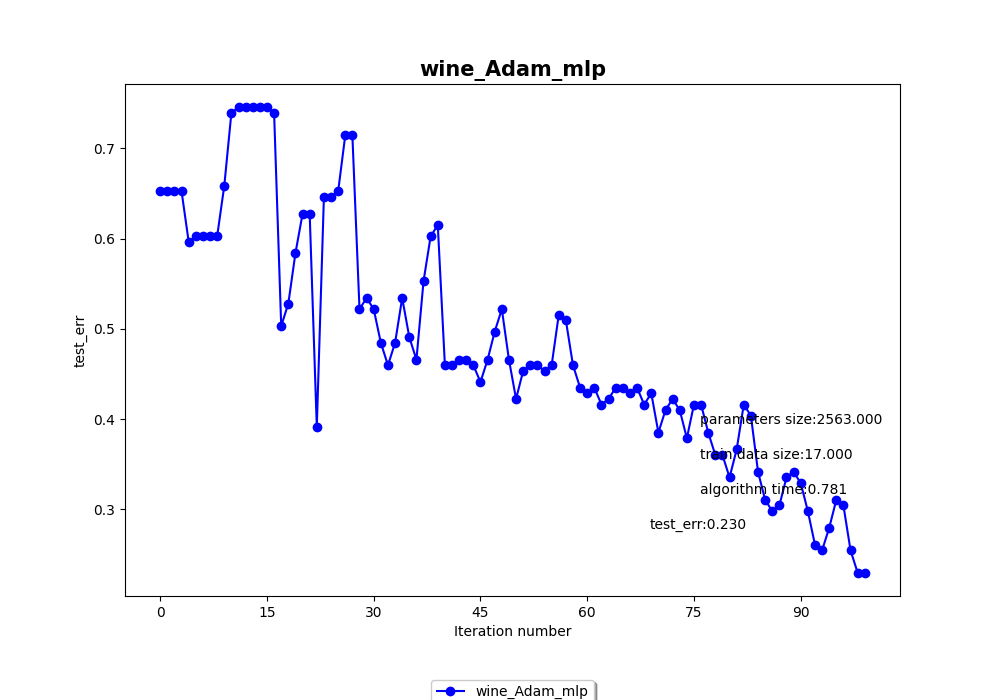 wine_Adam_mlp
0.7
0.6
0.5
0.4
0.3
test_err
parameters size:2563.000
train data size:17.000
algorithm time:0.781
test_err:0.230
0 15 30 45 60 75 90
Iteration number
wine_Adam_mlp